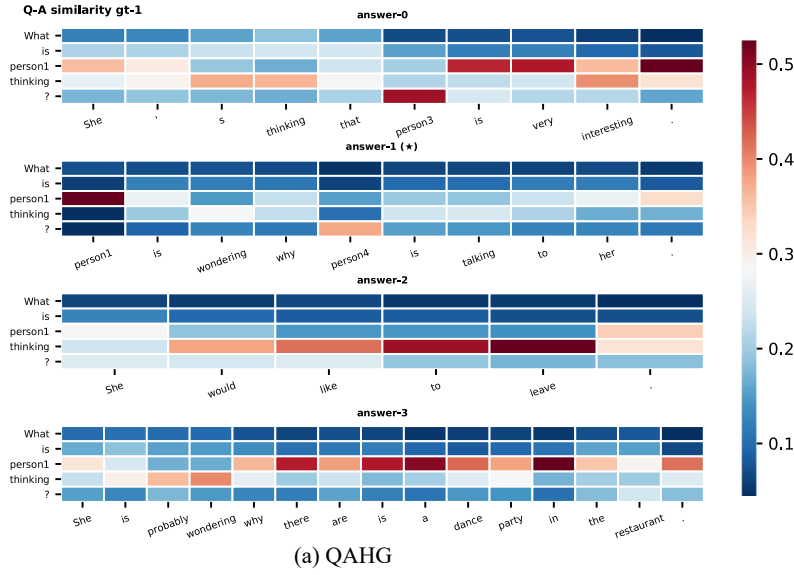 Q-A similarity gt-1
answer-0
What
is
person1
thinking
?
She ' s thinking that person3 is very interesting .
answer-1 (★)
What
is
person1
thinking
?
person1 is wondering why person4 is talking to her .
answer-2
What
is
person1
thinking
?
She would like to leave .
answer-3
What
is
person1
thinking
?
She is probably wondering why there are is a dance party in the restaurant .
0.5
0.4
0.3
0.2
0.1
(a) QAHG